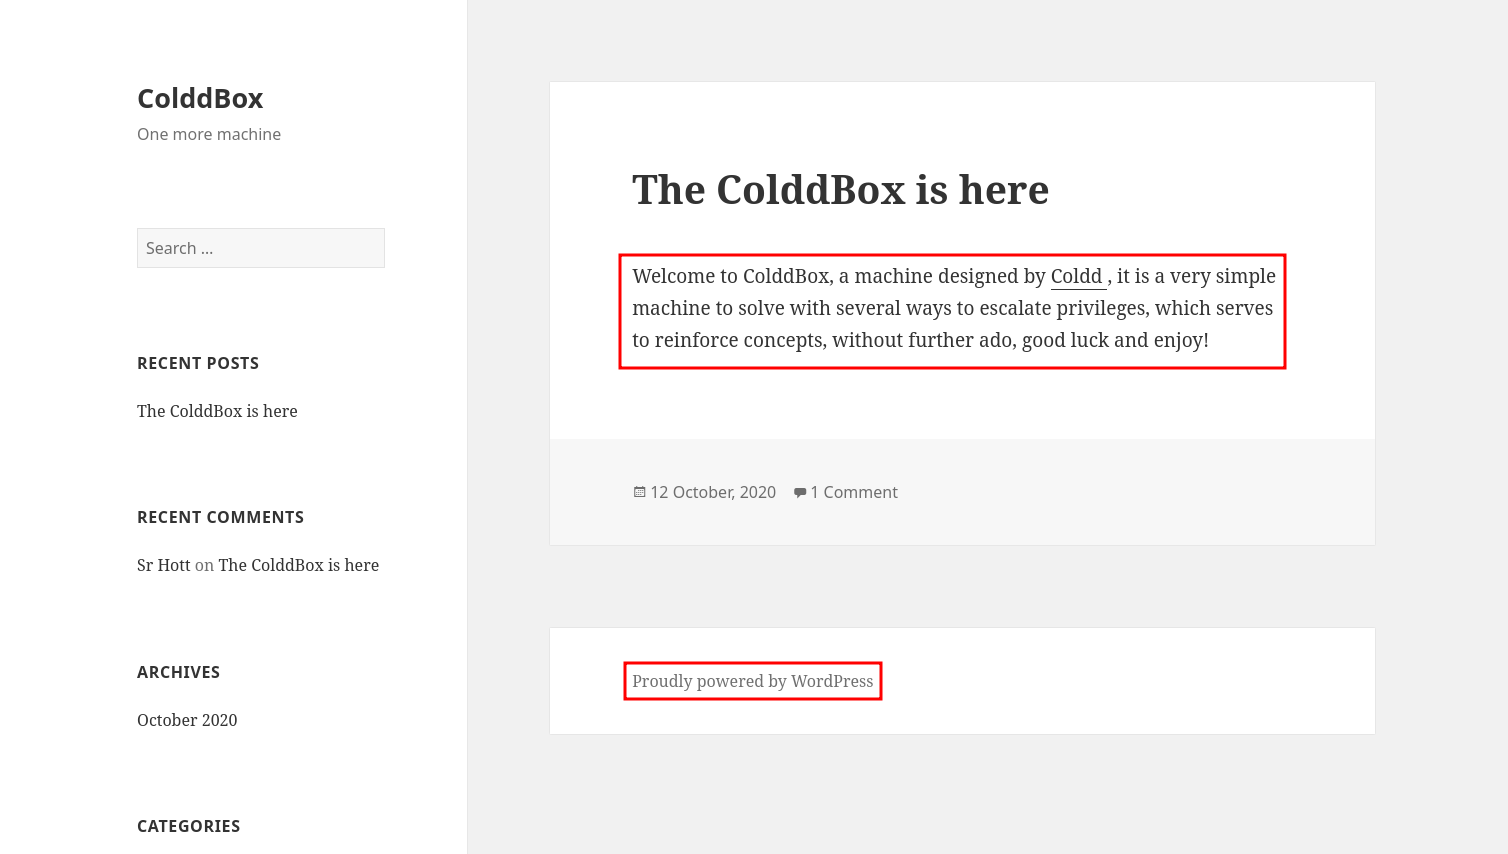 ColddBox
One more machine
Search ...
RECENT POSTS
The ColddBox is here
RECENT COMMENTS
Sr Hott on The ColddBox is here
ARCHIVES
October 2020
CATEGORIES
The ColddBox is here
Welcome to ColddBox, a machine designed by Coldd , it is a very simple
machine to solve with several ways to escalate privileges, which serves
to reinforce concepts, without further ado, good luck and enjoy!
12 October, 2020 1 Comment
Proudly powered by WordPress